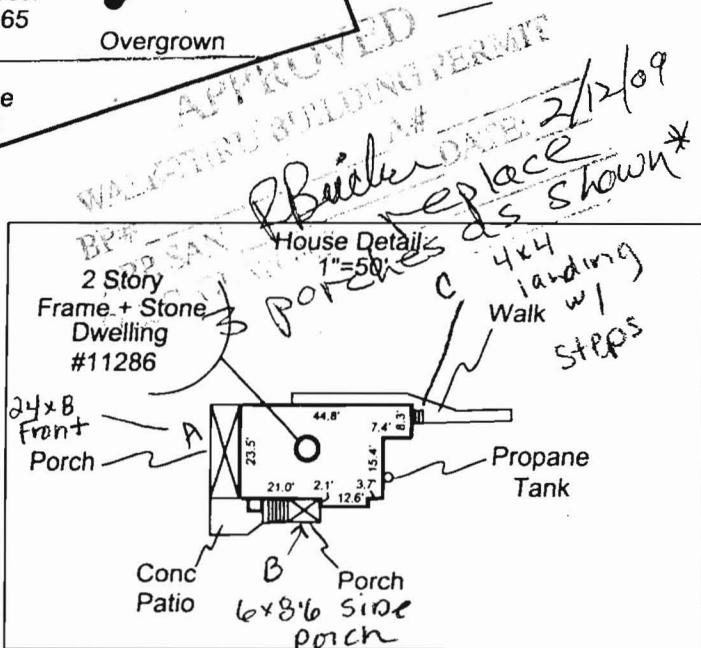 65
Overgrown
e
APPROVED
WALK-THRU BUILDING PERMIT
BP# A# DATE: 2/12/09
replace
3 porches as shown*
House Detail
1"=50'
2 Story
Frame + Stone
Dwelling
#11286
C 4x4
landing
w/
steps
Walk
24x8
Front
A
Porch
44.8'
7.4'
8.3'
23.5'
15.4'
21.0'
2.1'
3.7'
12.6'
Propane
Tank
Conc
Patio
B
Porch
6x8'6 Side
porch